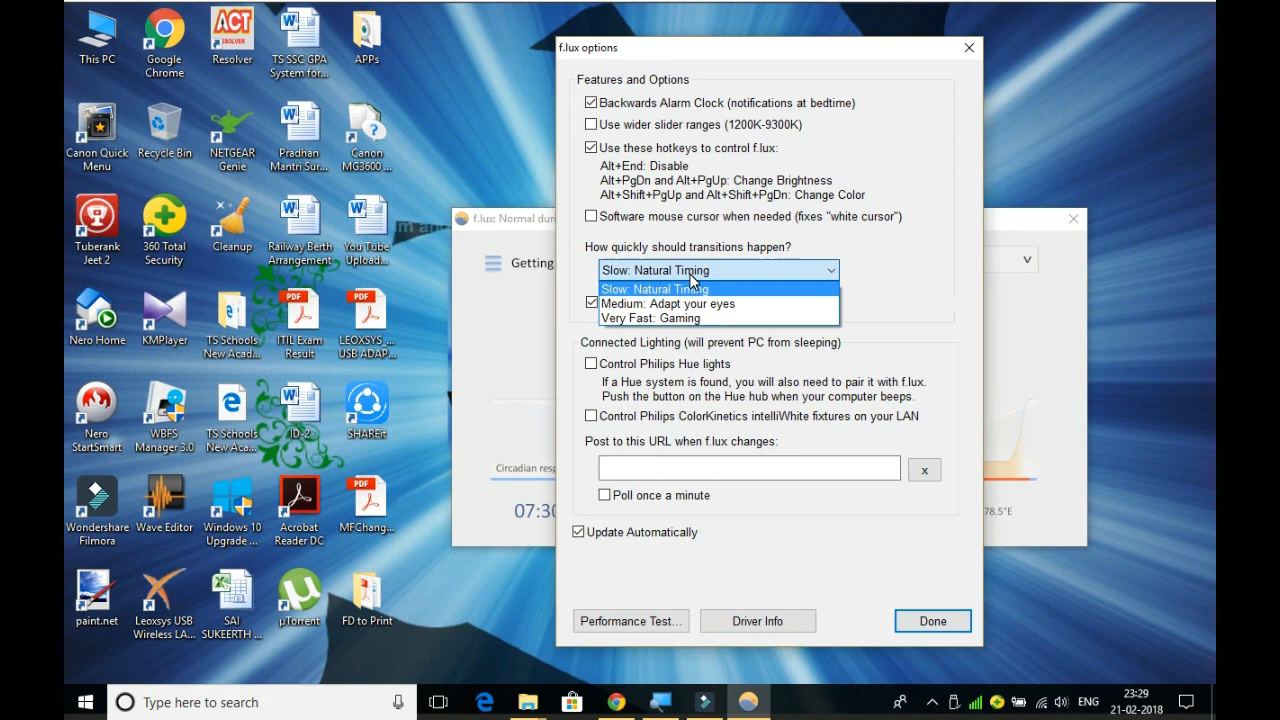 This PC
Google
Chrome
ACT
Resolver
TS SSC GPA
System for...
APPs
Canon Quick
Menu
Recycle Bin
NETGEAR
Genie
Pradhan
Mantri Sur...
Canon
MG3600 ...
Tuberank
Jeet 2
360 Total
Security
Cleanup
Railway Berth
Arrangement
You Tube
Upload...
Nero Home
KMPlayer
TS Schools
New Acad...
PDF
ITIL Exam
Result
PDF
LEOXSYS_...
USB ADAP...
Nero
StartSmart
WBFS
Manager 3.0
TS Schools
New Aca...
ID-2
SHAREit
Wondershare
Filmora
Wave Editor
Windows 10
Upgrade ...
Acrobat
Reader DC
PDF
MFChang...
paint.net
Leoxsys USB
Wireless LA...
SAI
SUKEERTH ...
µTorrent
FD to Print
f.lux: Normal dur
Getting
Circadian resp
07:30
78.5°E
f.lux options
Features and Options
Backwards Alarm Clock (notifications at bedtime)
Use wider slider ranges (1200K-9300K)
Use these hotkeys to control f.lux:
Alt+End: Disable
Alt+PgDn and Alt+PgUp: Change Brightness
Alt+Shift+PgUp and Alt+Shift+PgDn: Change Color
Software mouse cursor when needed (fixes "white cursor")
How quickly should transitions happen?
Slow: Natural Timing
Slow: Natural Timing
Medium: Adapt your eyes
Very Fast: Gaming
Connected Lighting (will prevent PC from sleeping)
Control Philips Hue lights
If a Hue system is found, you will also need to pair it with f.lux.
Push the button on the Hue hub when your computer beeps.
Control Philips ColorKinetics intelliWhite fixtures on your LAN
Post to this URL when f.lux changes:
x
Poll once a minute
Update Automatically
Performance Test...
Driver Info
Done
Type here to search
ENG
23:29
21-02-2018